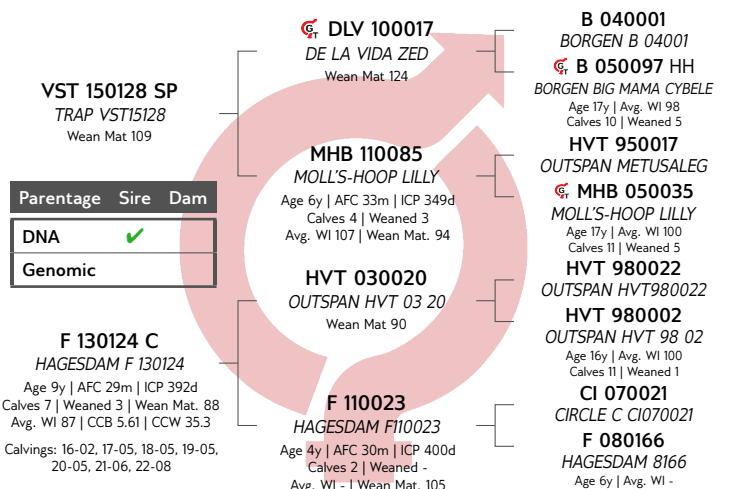 VST 150128 SP
TRAP VST15128
Wean Mat 109
Parentage Sire Dam
DNA ✔
Genomic
F 130124 C
HAGESDAM F 130124
Age 9y | AFC 29m | ICP 392d
Calves 7 | Weaned 3 | Wean Mat. 88
Avg. WI 87 | CCB 5.61 | CCW 35.3
Calvings: 16-02, 17-05, 18-05, 19-05,
20-05, 21-06, 22-08
GT DLV 100017
DE LA VIDA ZED
Wean Mat 124
MHB 110085
MOLL'S-HOOP LILLY
Age 6y | AFC 33m | ICP 349d
Calves 4 | Weaned 3
Avg. WI 107 | Wean Mat. 94
HVT 030020
OUTSPAN HVT 03 20
Wean Mat 90
F 110023
HAGESDAM F110023
Age 4y | AFC 30m | ICP 400d
Calves 2 | Weaned -
Avg. WI - | Wean Mat. 105
B 040001
BORGEN B 04001
GT B 050097 HH
BORGEN BIG MAMA CYBELE
Age 17y | Avg. WI 98
Calves 10 | Weaned 5
HVT 950017
OUTSPAN METUSALEG
GT MHB 050035
MOLL'S-HOOP LILLY
Age 17y | Avg. WI 100
Calves 11 | Weaned 5
HVT 980022
OUTSPAN HVT980022
HVT 980002
OUTSPAN HVT 98 02
Age 16y | Avg. WI 100
Calves 11 | Weaned 1
CI 070021
CIRCLE C CI070021
F 080166
HAGESDAM 8166
Age 6y | Avg. WI -